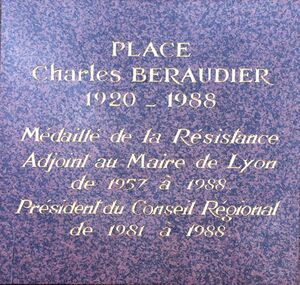 PLACE
Charles BERAUDIER
1920 - 1988
Médaillé de la Résistance
Adjoint au Maire de Lyon
de 1957 à 1988
Président du Conseil Régional
de 1981 à 1988